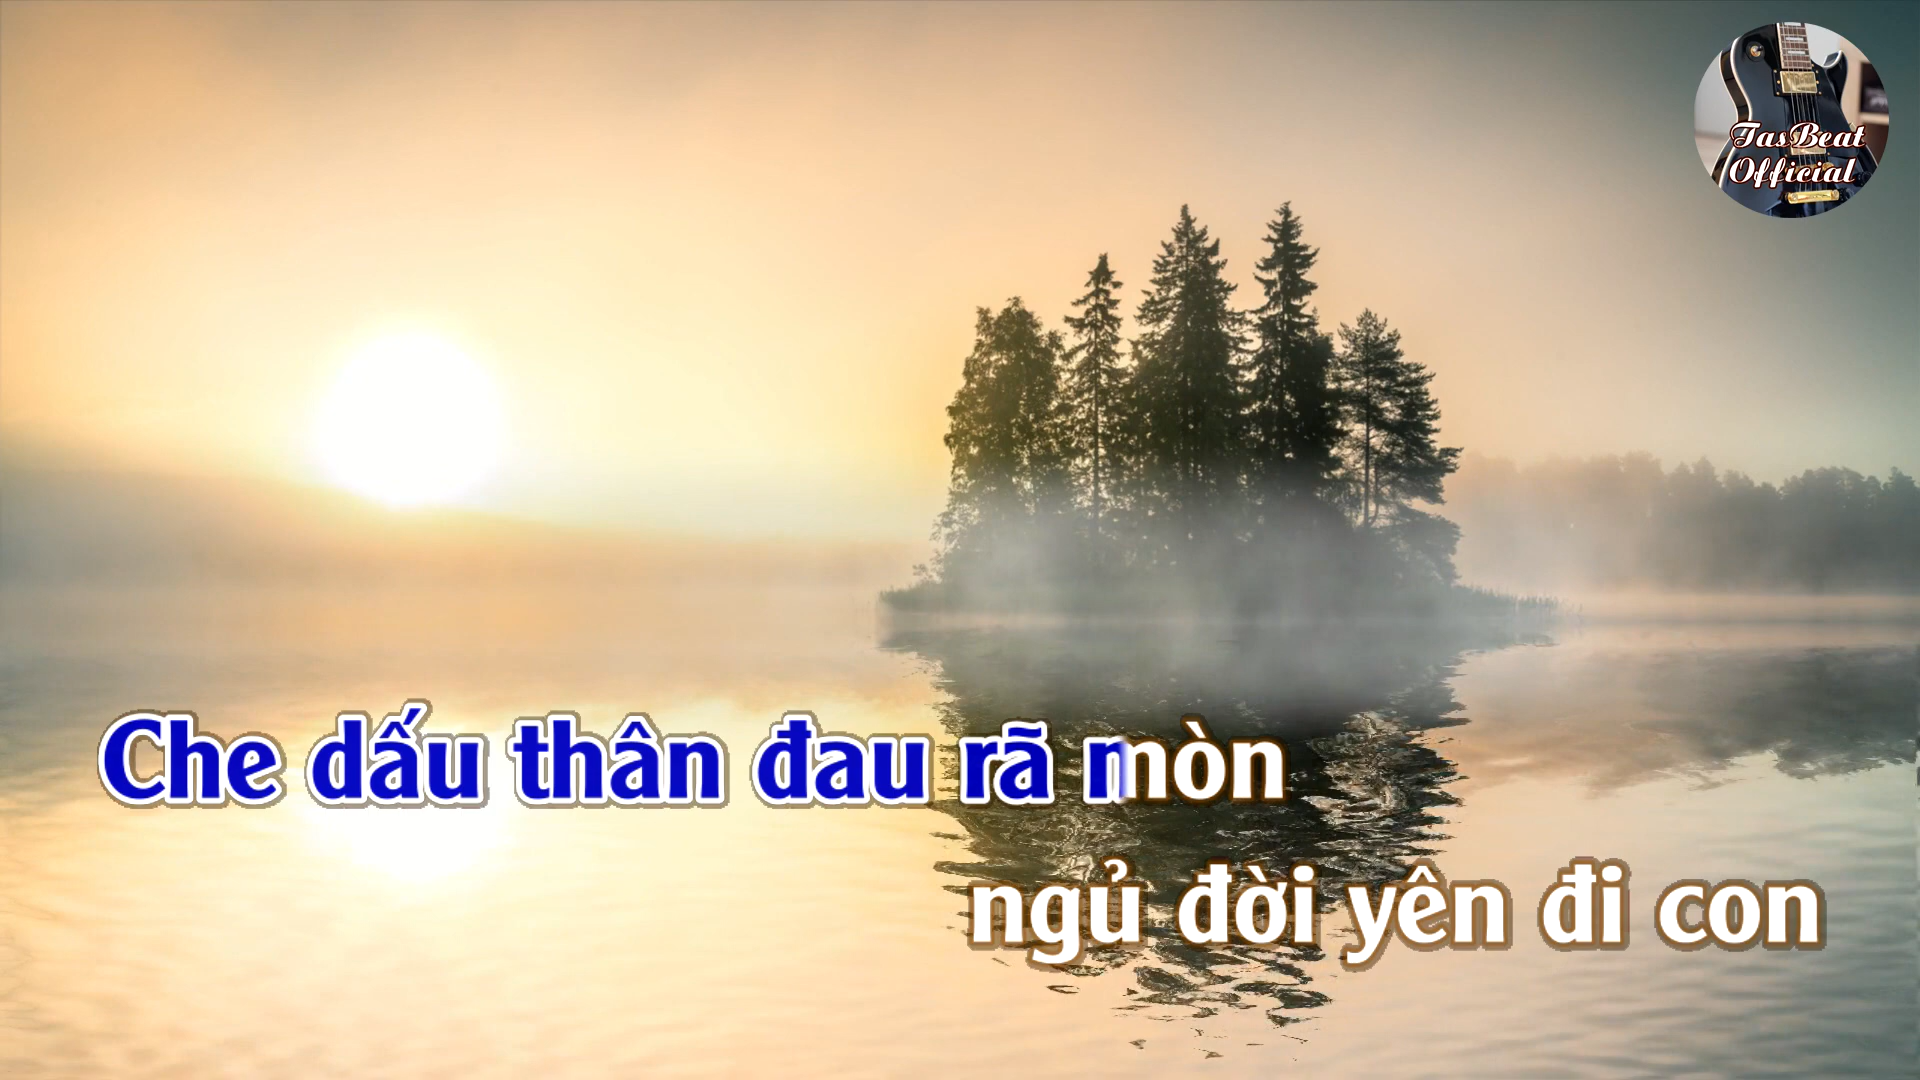 TasBeat
Official
Che dấu thân đau rã mòn
ngủ đời yên đi con